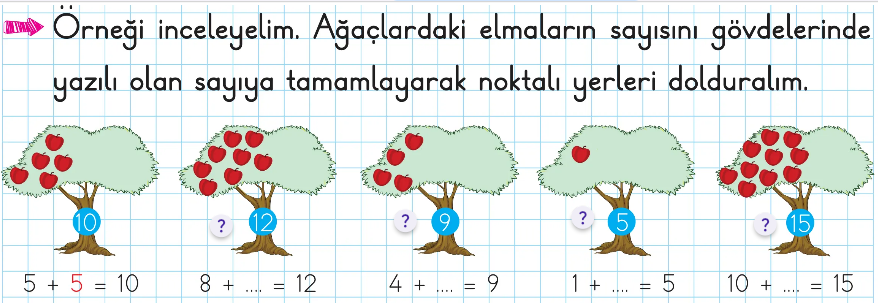 Örneği inceleyelim. Ağaçlardaki elmaların sayısını gövdelerinde
yazılı olan sayıya tamamlayarak noktalı yerleri dolduralım.
10 ? 12 ? 9 ? 5 ? 15
5 + 5 = 10 8 + .... = 12 4 + .... = 9 1 + .... = 5 10 + .... = 15